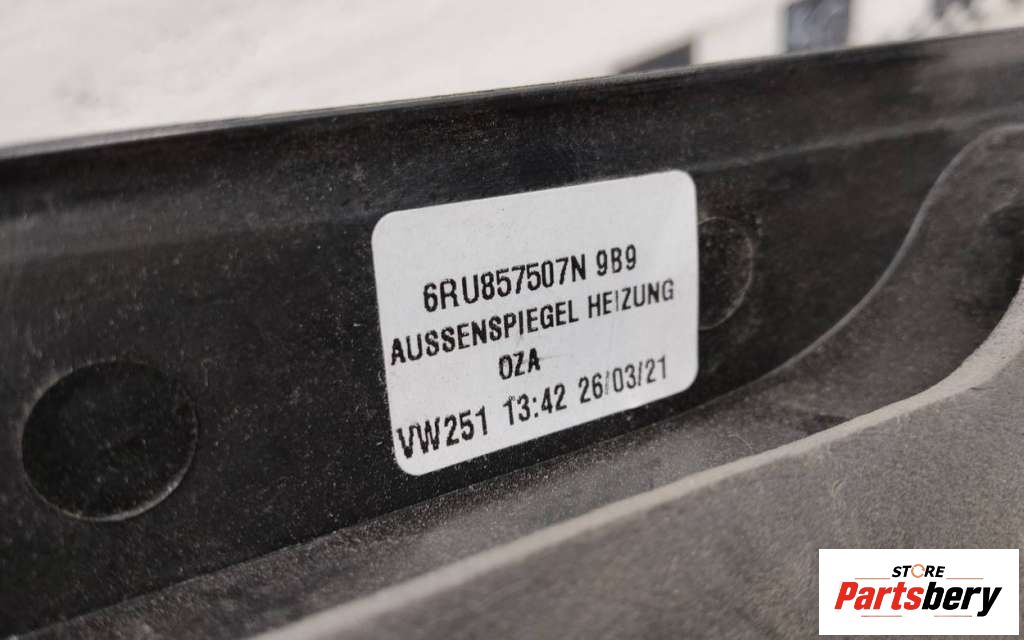 6RU857507N 9B9
AUSSENSPIEGEL HEIZUNG
OZA
VW251 13:42 26/03/21
STORE
Partsbery